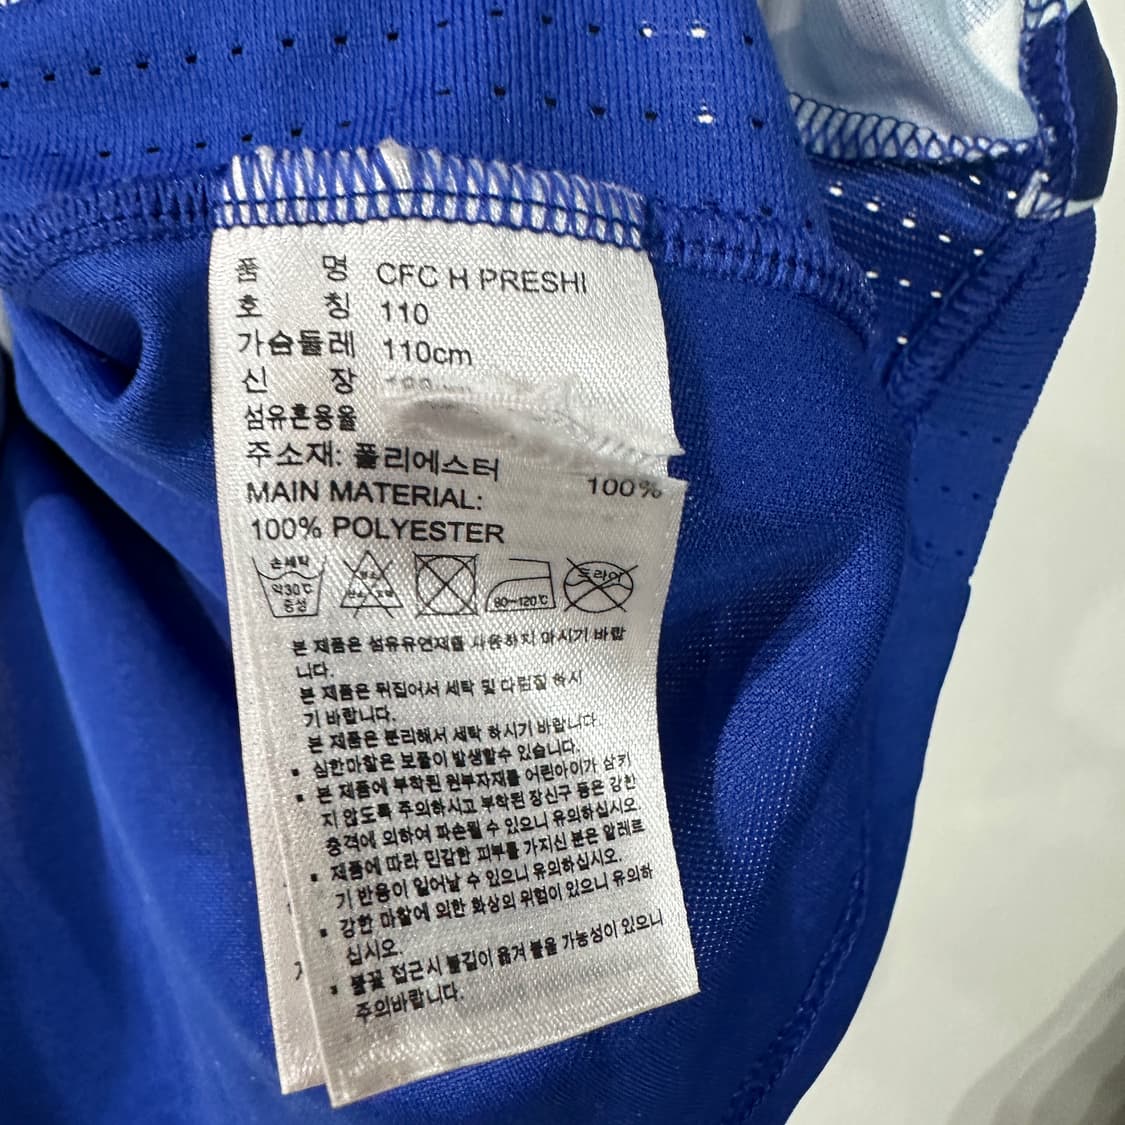 품 명 CFC H PRESHI
호 칭 110
가슴둘레 110cm
신 장
섬유혼용율
주소재: 폴리에스터 100%
MAIN MATERIAL:
100% POLYESTER
손세탁 약30℃ 중성 80~120℃ 드라이
본 제품은 섬유유연제를 사용하지 마시기 바랍
니다.
본 제품은 뒤집어서 세탁 및 다림질 하시
기 바랍니다.
본 제품은 분리해서 세탁 하시기 바랍니다.
▪ 심한마찰은 보풀이 발생할수 있습니다.
▪ 본 제품에 부착된 원부자재를 어린아이가 삼키
지 않도록 주의하시고 부착된 장신구 등은 강한
충격에 의하여 파손될 수 있으니 유의하십시오.
▪ 제품에 따라 민감한 피부를 가지신 분은 알레르
기 반응이 일어날 수 있으니 유의하십시오.
▪ 강한 마찰에 의한 화상의 위험이 있으니 유의하
십시오.
▪ 불꽃 접근시 불길이 옮겨 붙을 가능성이 있으니
주의바랍니다.